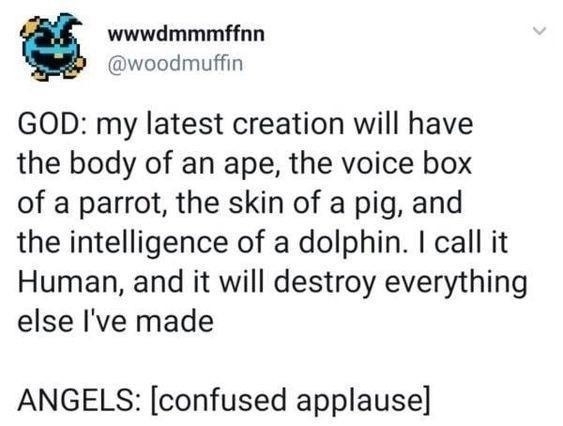 wwwdmmmffnn
@woodmuffin
GOD: my latest creation will have
the body of an ape, the voice box
of a parrot, the skin of a pig, and
the intelligence of a dolphin. I call it
Human, and it will destroy everything
else I've made
ANGELS: [confused applause]